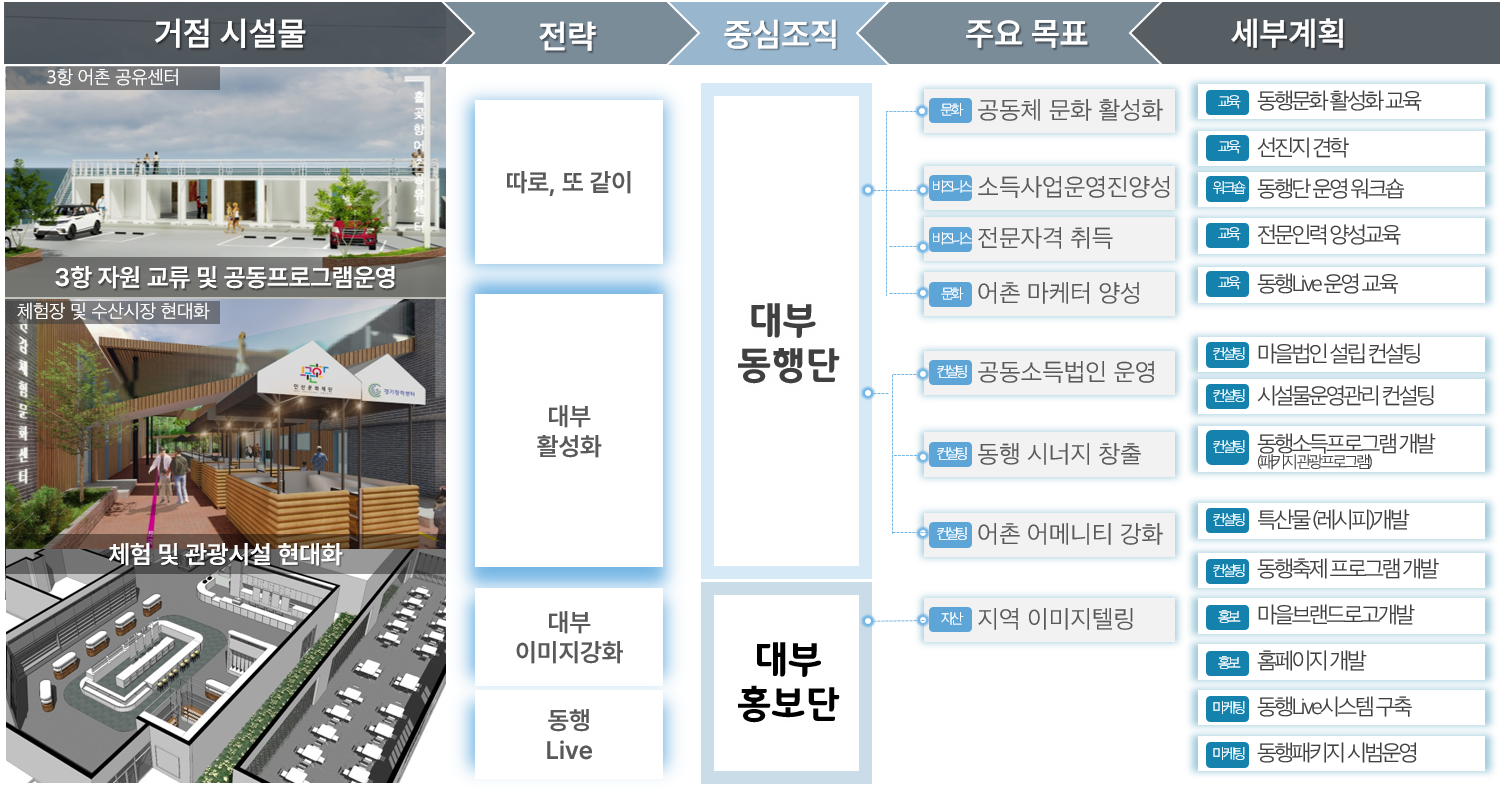 거점 시설물
전략
중심조직
주요 목표
세부계획
3항 어촌 공유센터
3항 자원 교류 및 공동프로그램운영
체험장 및 수산시장 현대화
체험문화센터
안산문화재단
경기창작센터
체험 및 관광시설 현대화
따로, 또 같이
대부
활성화
대부
이미지강화
동행
Live
대부
동행단
대부
홍보단
문화 공동체 문화 활성화
비즈니스 소득사업운영진양성
비즈니스 전문자격 취득
문화 어촌 마케터 양성
컨설팅 공동소득법인 운영
컨설팅 동행 시너지 창출
컨설팅 어촌 어메니티 강화
자산 지역 이미지텔링
교육 동행문화 활성화 교육
교육 선진지 견학
워크숍 동행단 운영 워크숍
교육 전문인력 양성교육
교육 동행Live 운영 교육
컨설팅 마을법인 설립 컨설팅
컨설팅 시설물운영관리 컨설팅
컨설팅 동행소득프로그램 개발
(패키지 관광프로그램)
컨설팅 특산물 (레시피)개발
컨설팅 동행축제 프로그램 개발
홍보 마을브랜드로고개발
홍보 홈페이지 개발
마케팅 동행Live시스템 구축
마케팅 동행패키지 시범운영